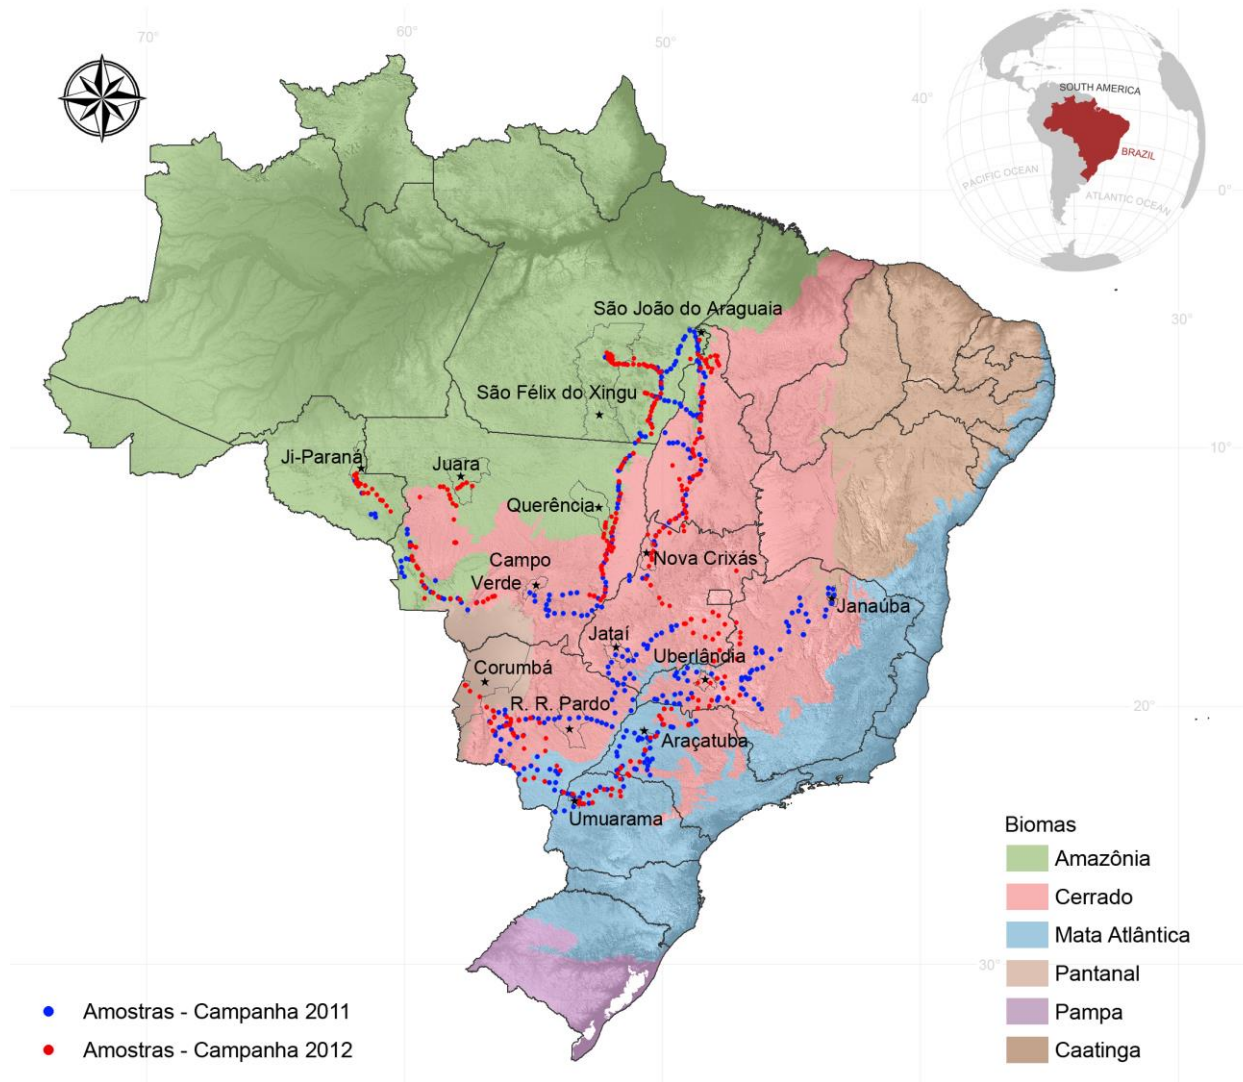 70°
60°
50°
40°
SOUTH AMERICA
BRAZIL
PACIFIC OCEAN
ATLANTIC OCEAN
0°
São João do Araguaia
30°
São Félix do Xingu
10°
10°
Ji-Paraná
Juara
Querência
Campo
Verde
Nova Crixás
Janaúba
Jataí
Uberlândia
Corumbá
R. R. Pardo
20°
Araçatuba
Umuarama
30°
Biomas
Amazônia
Cerrado
Mata Atlântica
Pantanal
Pampa
Caatinga
Amostras - Campanha 2011
Amostras - Campanha 2012